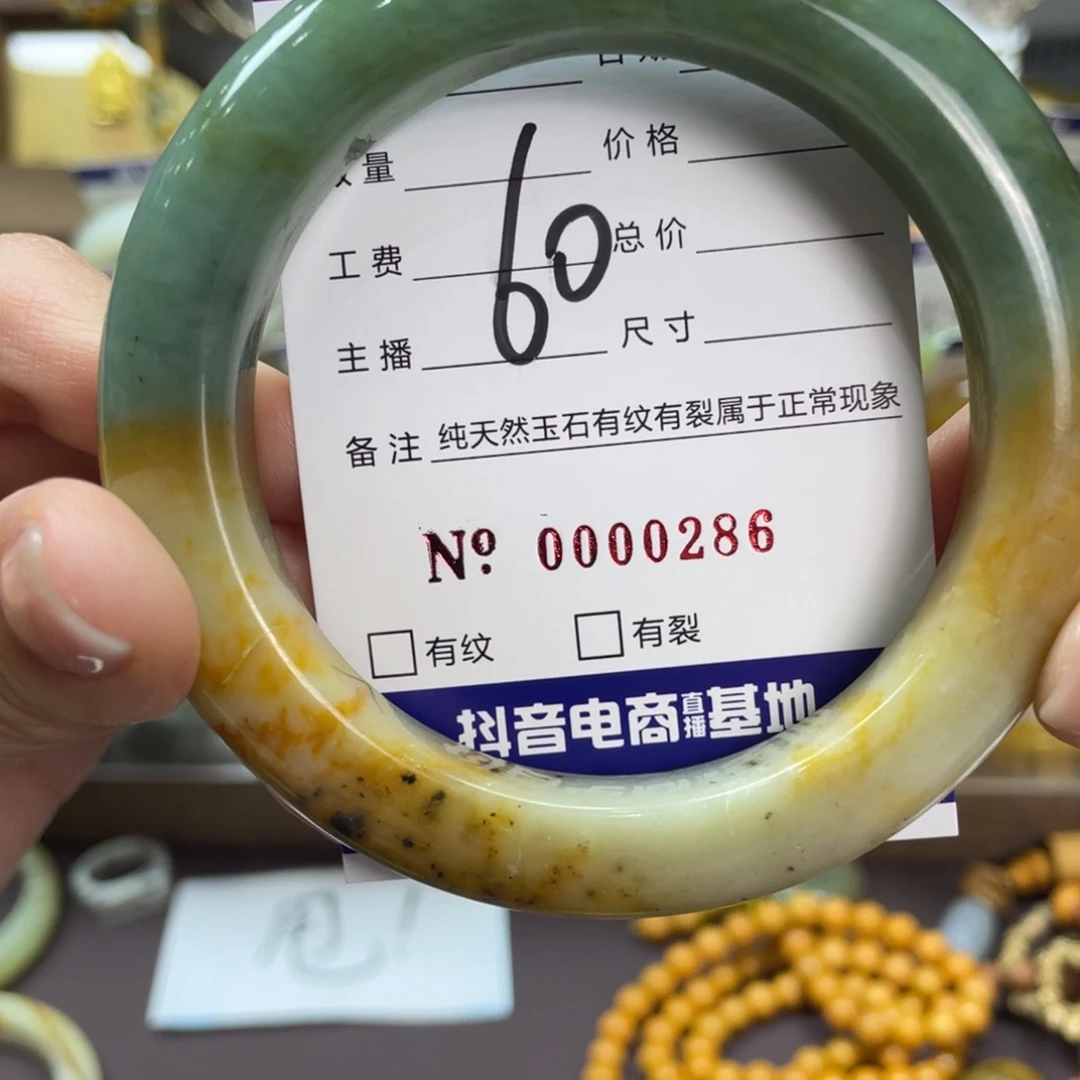 量 价格
工费 总价
60
主播 尺寸
备注 纯天然玉石有纹有裂属于正常现象
Nº 0000286
有纹 有裂
抖音电商直播基地
甩!